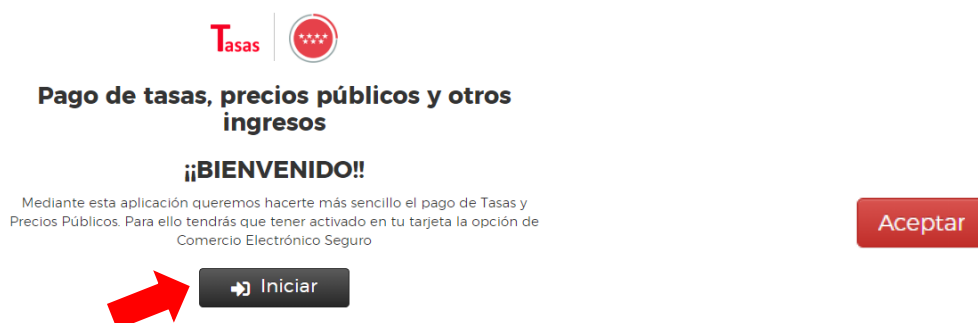 Tasas
Pago de tasas, precios públicos y otros
ingresos
¡¡BIENVENIDO!!
Mediante esta aplicación queremos hacerte más sencillo el pago de Tasas y
Precios Públicos. Para ello tendrás que tener activado en tu tarjeta la opción de
Comercio Electrónico Seguro
Aceptar
Iniciar